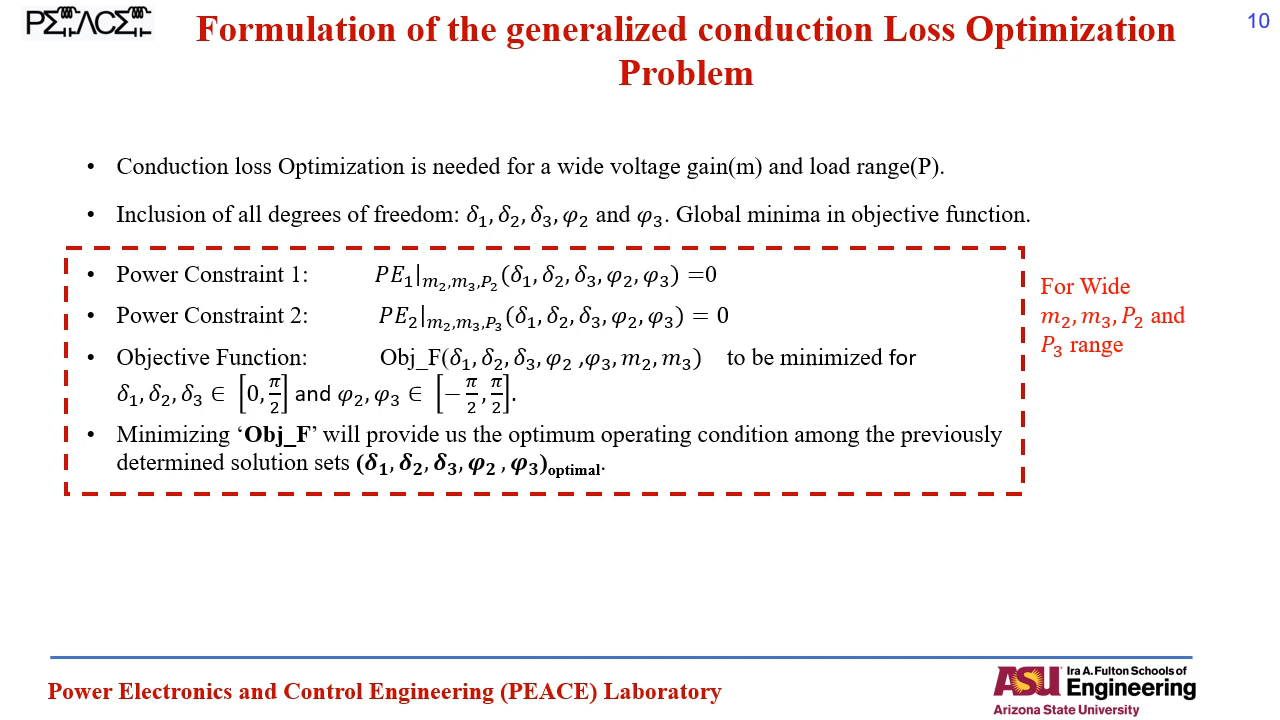 PΣΛCΣ
Formulation of the generalized conduction Loss Optimization
Problem
10
• Conduction loss Optimization is needed for a wide voltage gain(m) and load range(P).
• Inclusion of all degrees of freedom: δ₁, δ₂, δ₃, φ₂ and φ₃. Global minima in objective function.
• Power Constraint 1: PE₁|m₂,m₃,P₂ (δ₁, δ₂, δ₃, φ₂, φ₃) =0
• Power Constraint 2: PE₂|m₂,m₃,P₃ (δ₁, δ₂, δ₃, φ₂, φ₃) = 0
• Objective Function: Obj_F(δ₁, δ₂, δ₃, φ₂ ,φ₃, m₂, m₃) to be minimized for
δ₁, δ₂, δ₃ ∈ [0, π/2] and φ₂, φ₃ ∈ [−π/2, π/2].
• Minimizing ‘Obj_F’ will provide us the optimum operating condition among the previously
determined solution sets (δ₁, δ₂, δ₃, φ₂ , φ₃)optimal.
For Wide
m₂, m₃, P₂ and
P₃ range
Power Electronics and Control Engineering (PEACE) Laboratory
ASU Ira A. Fulton Schools of
Engineering
Arizona State University